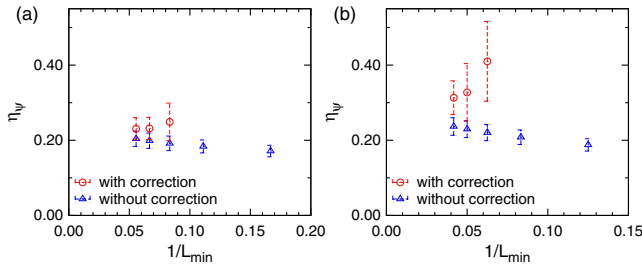 (a)
η_ψ
0.40
0.20
0.00
with correction
without correction
0.00 0.05 0.10 0.15 0.20
1/L_min
(b)
η_ψ
0.40
0.20
0.00
with correction
without correction
0.00 0.05 0.10 0.15
1/L_min